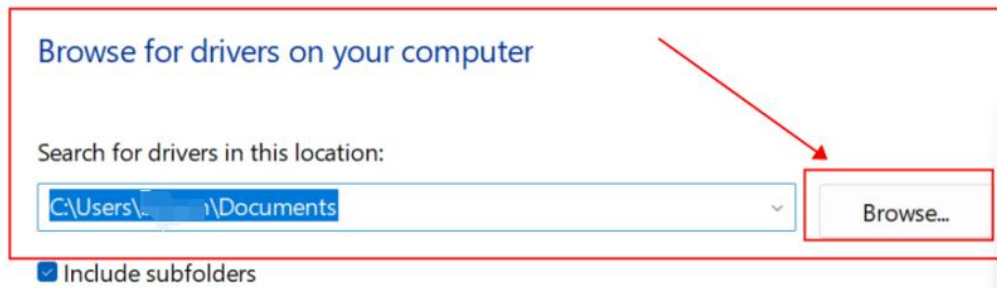 Browse for drivers on your computer
Search for drivers in this location:
C:\Users\ \Documents
Browse...
Include subfolders